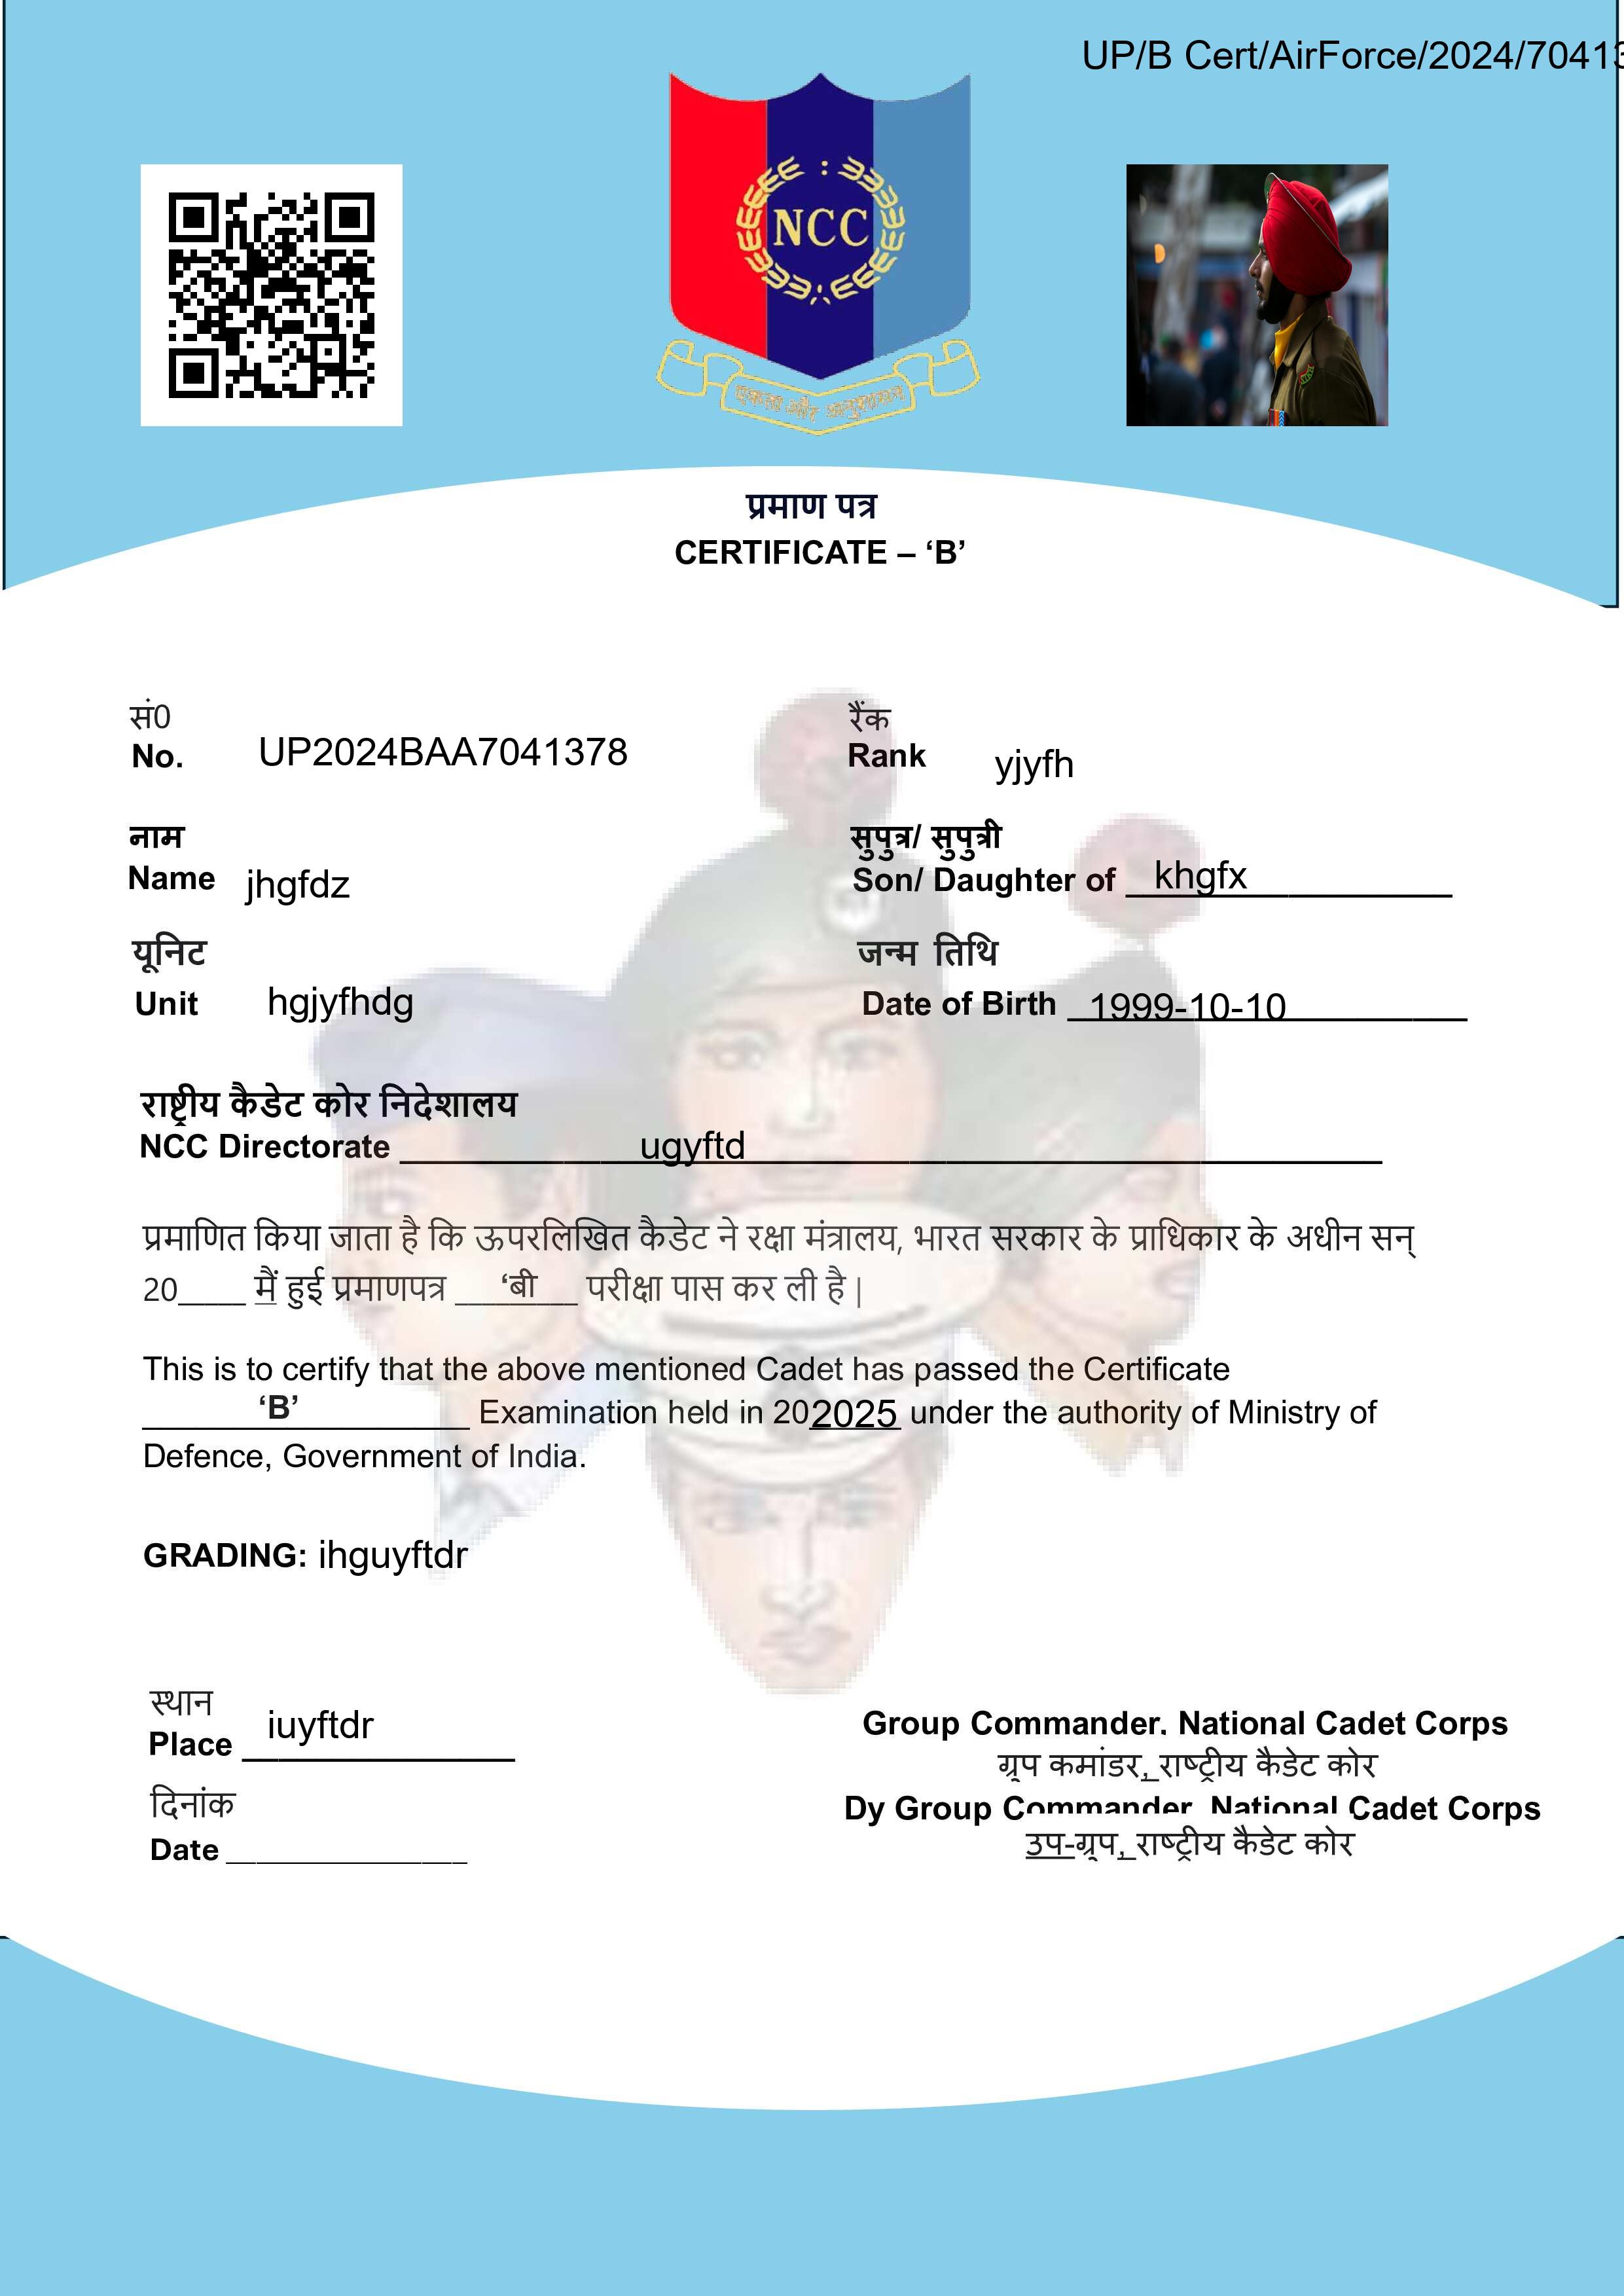 UP/B Cert/AirForce/2024/70413
NCC
एकता और अनुशासन
प्रमाण पत्र
CERTIFICATE – ‘B’
सं0
No. UP2024BAA7041378
रैंक
Rank yjyfh
नाम
Name jhgfdz
सुपुत्र/ सुपुत्री
Son/ Daughter of khgfx
यूनिट
Unit hgjyfhdg
जन्म तिथि
Date of Birth 1999-10-10
राष्ट्रीय कैडेट कोर निदेशालय
NCC Directorate ugyftd
प्रमाणित किया जाता है कि ऊपरलिखित कैडेट ने रक्षा मंत्रालय, भारत सरकार के प्राधिकार के अधीन सन्
20____ मैं हुई प्रमाणपत्र ‘बी परीक्षा पास कर ली है |
This is to certify that the above mentioned Cadet has passed the Certificate
‘B’ Examination held in 202025 under the authority of Ministry of
Defence, Government of India.
GRADING: ihguyftdr
स्थान
Place iuyftdr
दिनांक
Date ______________
Group Commander, National Cadet Corps
ग्रुप कमांडर, राष्ट्रीय कैडेट कोर
Dy Group Commander, National Cadet Corps
उप-ग्रुप, राष्ट्रीय कैडेट कोर